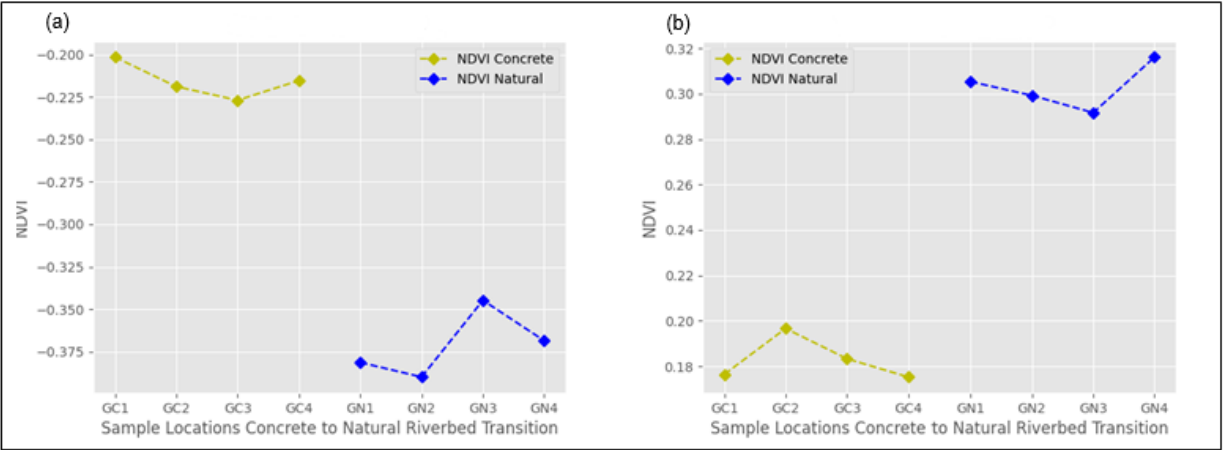 (a)
NDVI Concrete
NDVI Natural
−0.200
−0.225
−0.250
−0.275
−0.300
−0.325
−0.350
−0.375
NDVI
GC1 GC2 GC3 GC4 GN1 GN2 GN3 GN4
Sample Locations Concrete to Natural Riverbed Transition
(b)
NDVI Concrete
NDVI Natural
0.32
0.30
0.28
0.26
0.24
0.22
0.20
0.18
NDVI
GC1 GC2 GC3 GC4 GN1 GN2 GN3 GN4
Sample Locations Concrete to Natural Riverbed Transition